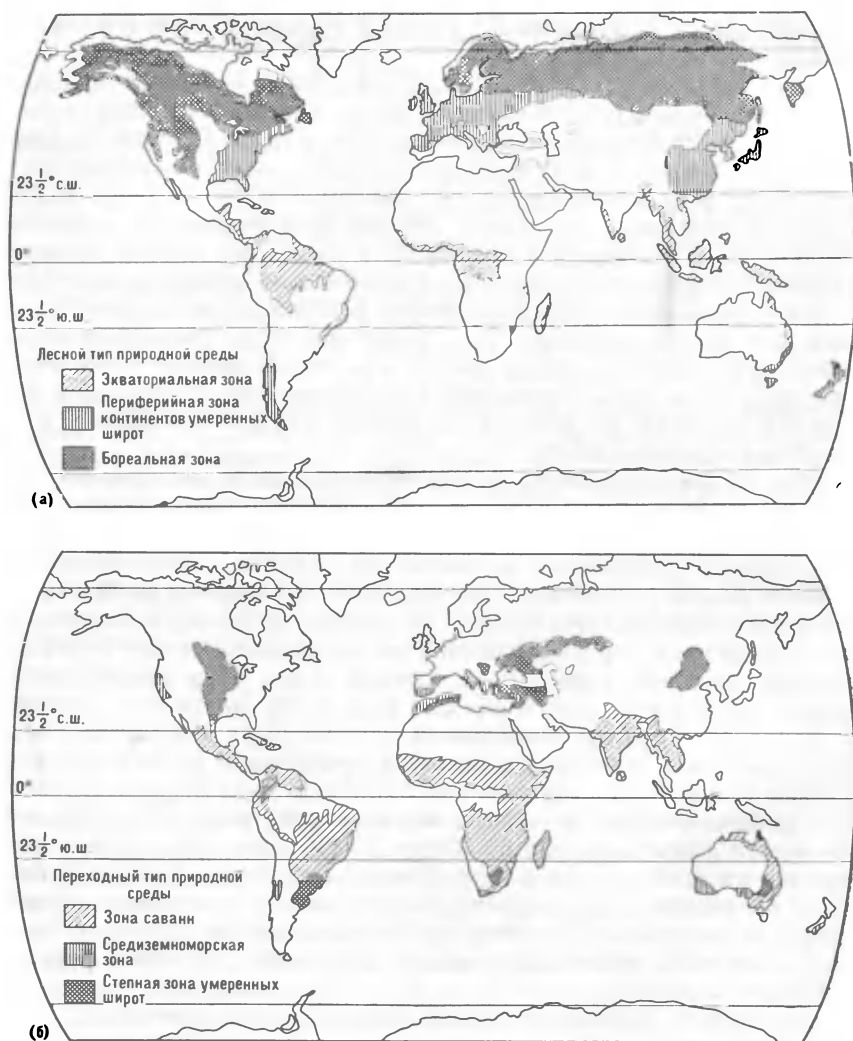 23 1/2° с.ш.
0°
23 1/2° ю.ш.
Лесной тип природной среды
Экваториальная зона
Периферийная зона
континентов умеренных
широт
Бореальная зона
(а)
23 1/2° с.ш.
0°
23 1/2° ю.ш.
Переходный тип природной
среды
Зона саванн
Средиземноморская
зона
Степная зона умеренных
широт
(б)